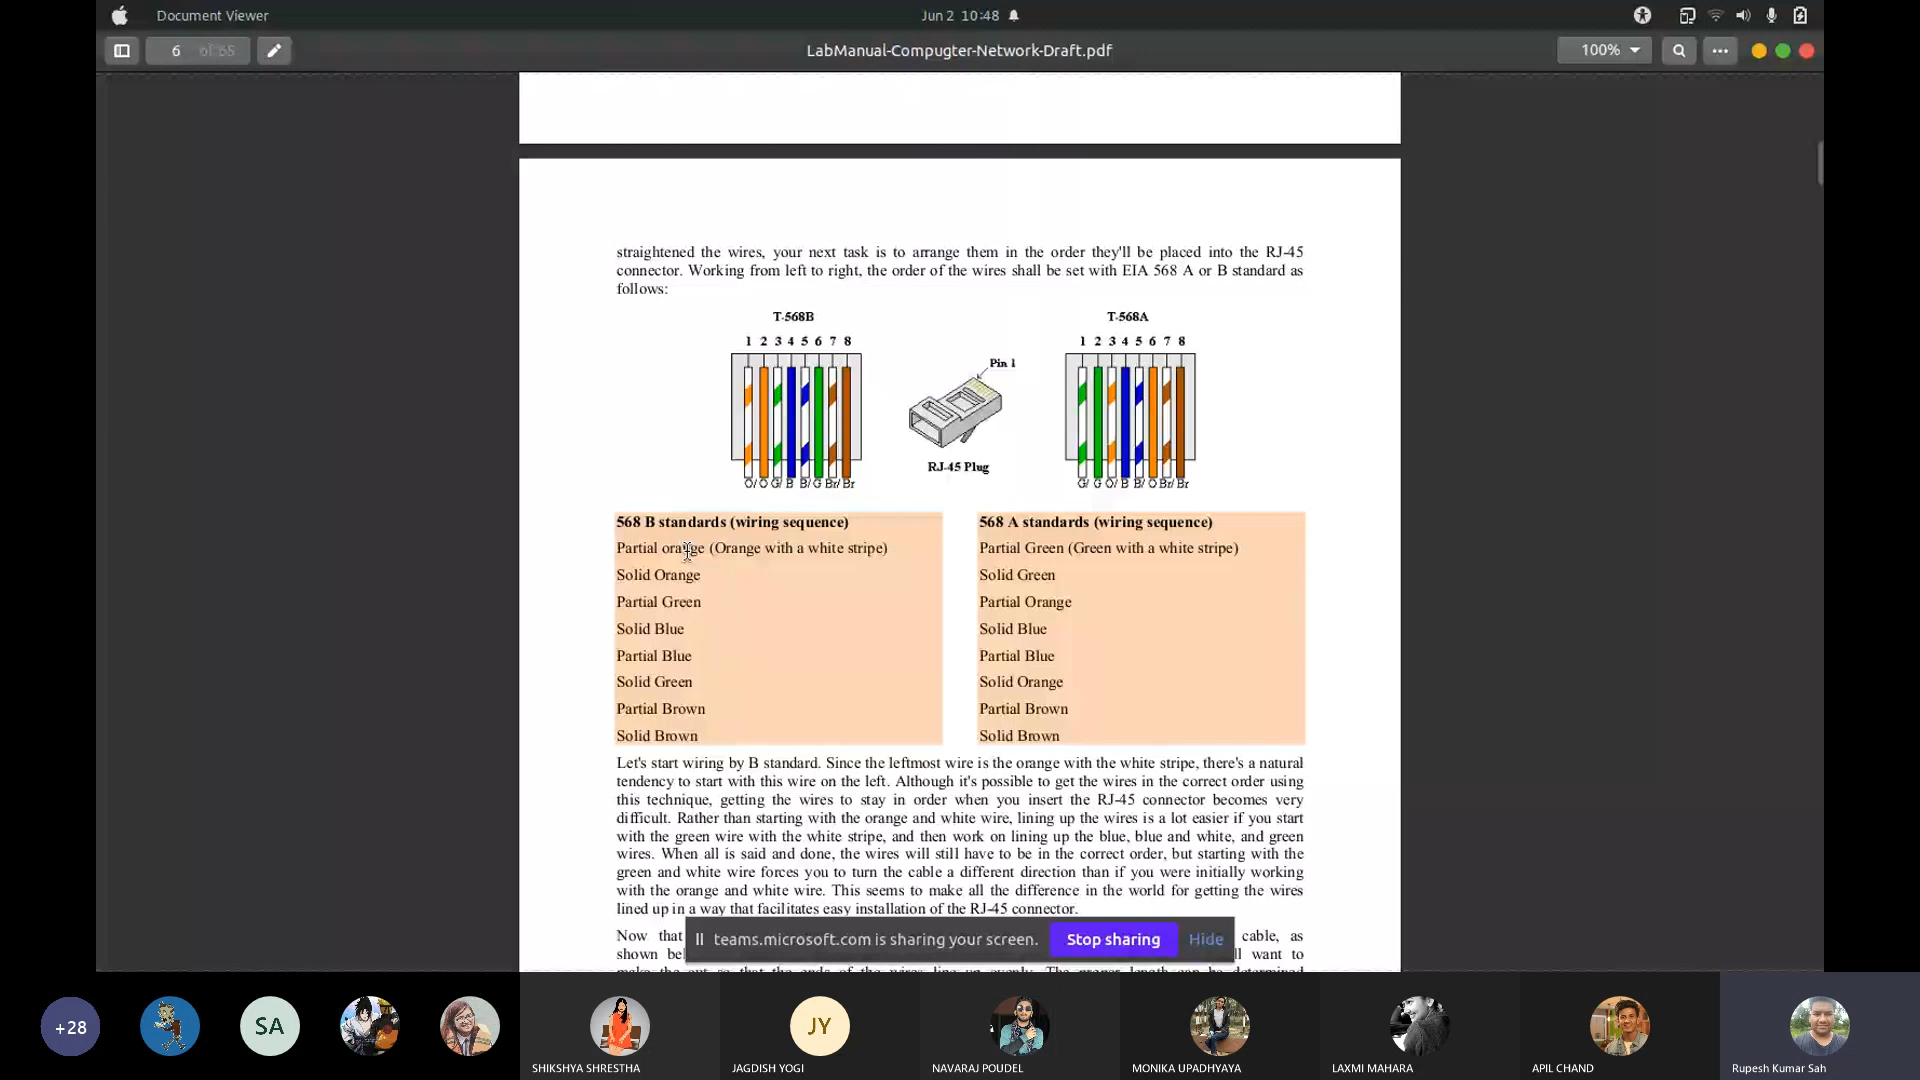 Document Viewer
Jun 2 10:48
6 of 65
LabManual-Compugter-Network-Draft.pdf
100%
straightened the wires, your next task is to arrange them in the order they'll be placed into the RJ-45
connector. Working from left to right, the order of the wires shall be set with EIA 568 A or B standard as
follows:
T-568B
T-568A
1 2 3 4 5 6 7 8
1 2 3 4 5 6 7 8
Pin 1
RJ-45 Plug
O/ O G/ B B/ G Br/ Br
G/ G O/ B B/ O Br/ Br
568 B standards (wiring sequence)
Partial orange (Orange with a white stripe)
Solid Orange
Partial Green
Solid Blue
Partial Blue
Solid Green
Partial Brown
Solid Brown
568 A standards (wiring sequence)
Partial Green (Green with a white stripe)
Solid Green
Partial Orange
Solid Blue
Partial Blue
Solid Orange
Partial Brown
Solid Brown
Let's start wiring by B standard. Since the leftmost wire is the orange with the white stripe, there's a natural
tendency to start with this wire on the left. Although it's possible to get the wires in the correct order using
this technique, getting the wires to stay in order when you insert the RJ-45 connector becomes very
difficult. Rather than starting with the orange and white wire, lining up the wires is a lot easier if you start
with the green wire with the white stripe, and then work on lining up the blue, blue and white, and green
wires. When all is said and done, the wires will still have to be in the correct order, but starting with the
green and white wire forces you to turn the cable a different direction than if you were initially working
with the orange and white wire. This seems to make all the difference in the world for getting the wires
lined up in a way that facilitates easy installation of the RJ-45 connector.
Now that cable, as
shown want to
teams.microsoft.com is sharing your screen.
Stop sharing
Hide
+28
SA
JY
SHIKSHYA SHRESTHA
JAGDISH YOGI
NAVARAJ POUDEL
MONIKA UPADHYAYA
LAXMI MAHARA
APIL CHAND
Rupesh Kumar Sah